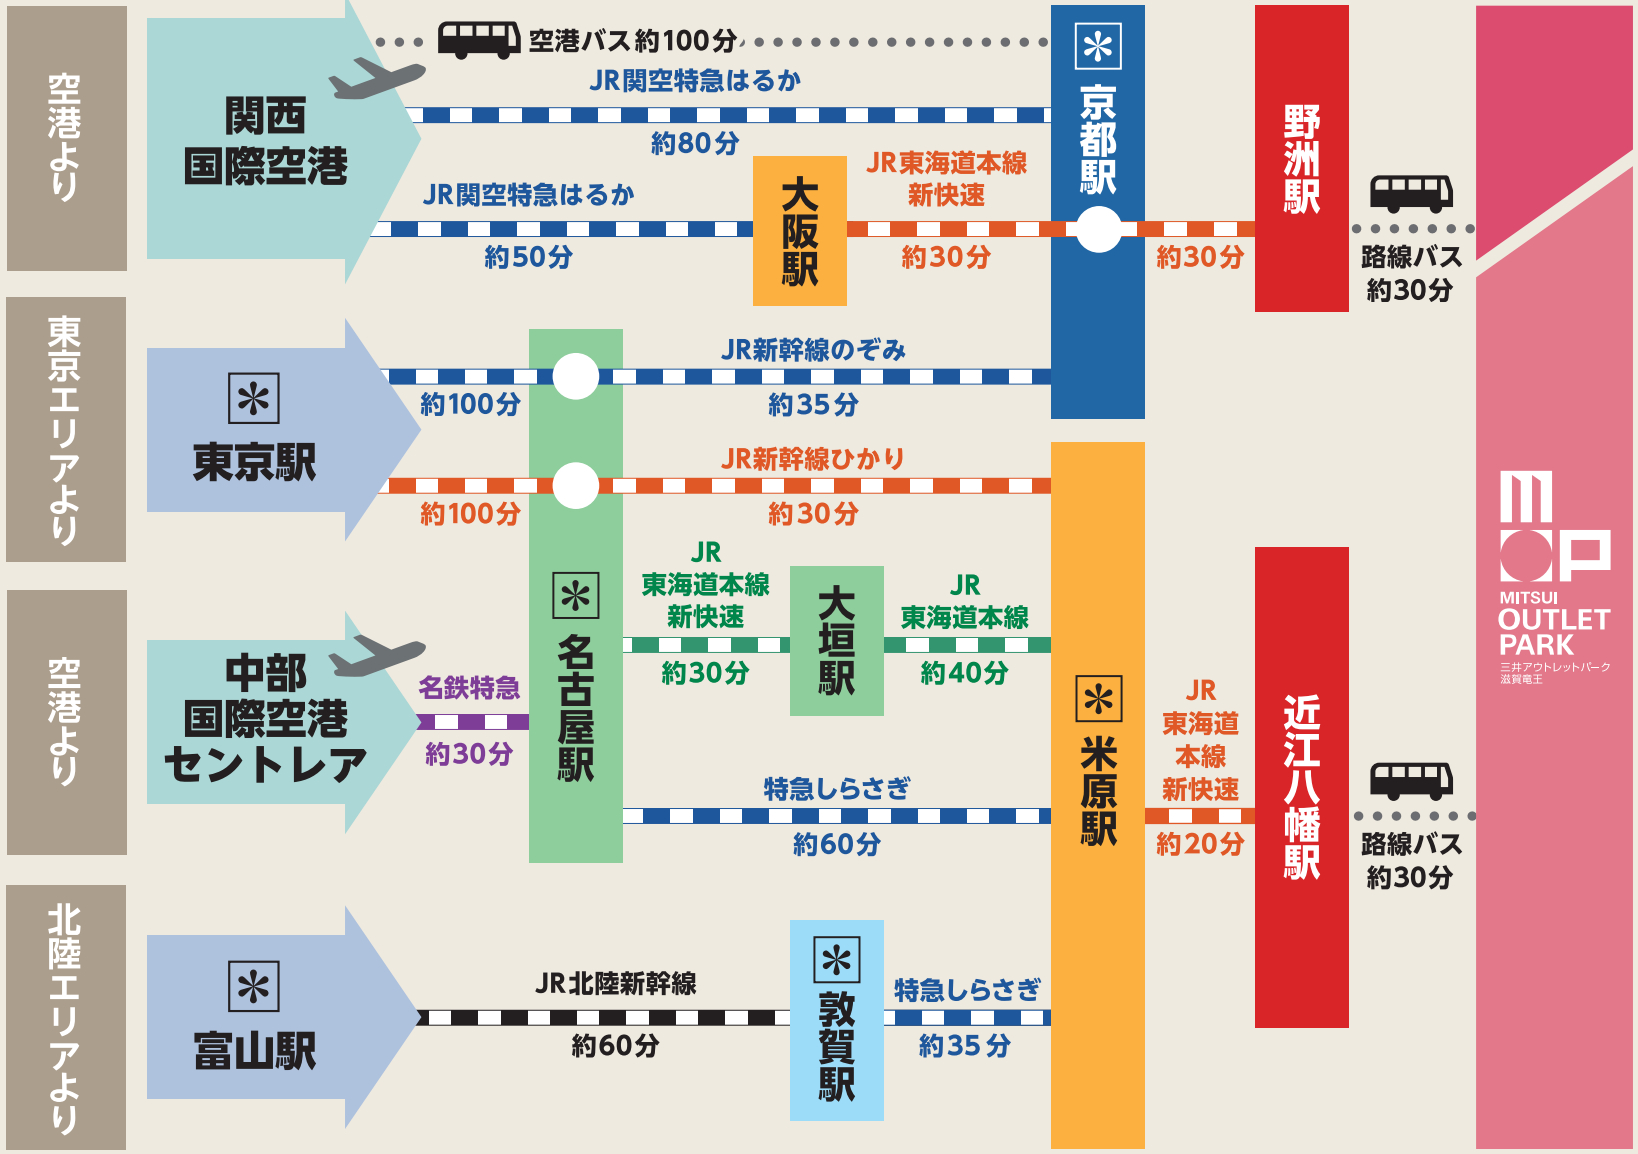 空港より
関西
国際空港
空港バス 約100分
JR関空特急はるか
約80分
JR関空特急はるか
約50分
大阪駅
JR東海道本線
新快速
約30分
京都駅
約30分
野洲駅
路線バス
約30分
東京エリアより
東京駅
約100分
JR新幹線のぞみ
約35分
約100分
JR新幹線ひかり
約30分
空港より
中部
国際空港
セントレア
名鉄特急
約30分
名古屋駅
JR
東海道本線
新快速
約30分
大垣駅
JR
東海道本線
約40分
特急しらさぎ
約60分
米原駅
JR
東海道
本線
新快速
約20分
近江八幡駅
路線バス
約30分
北陸エリアより
富山駅
JR北陸新幹線
約60分
敦賀駅
特急しらさぎ
約35分
MOP
MITSUI
OUTLET
PARK
三井アウトレットパーク
滋賀竜王